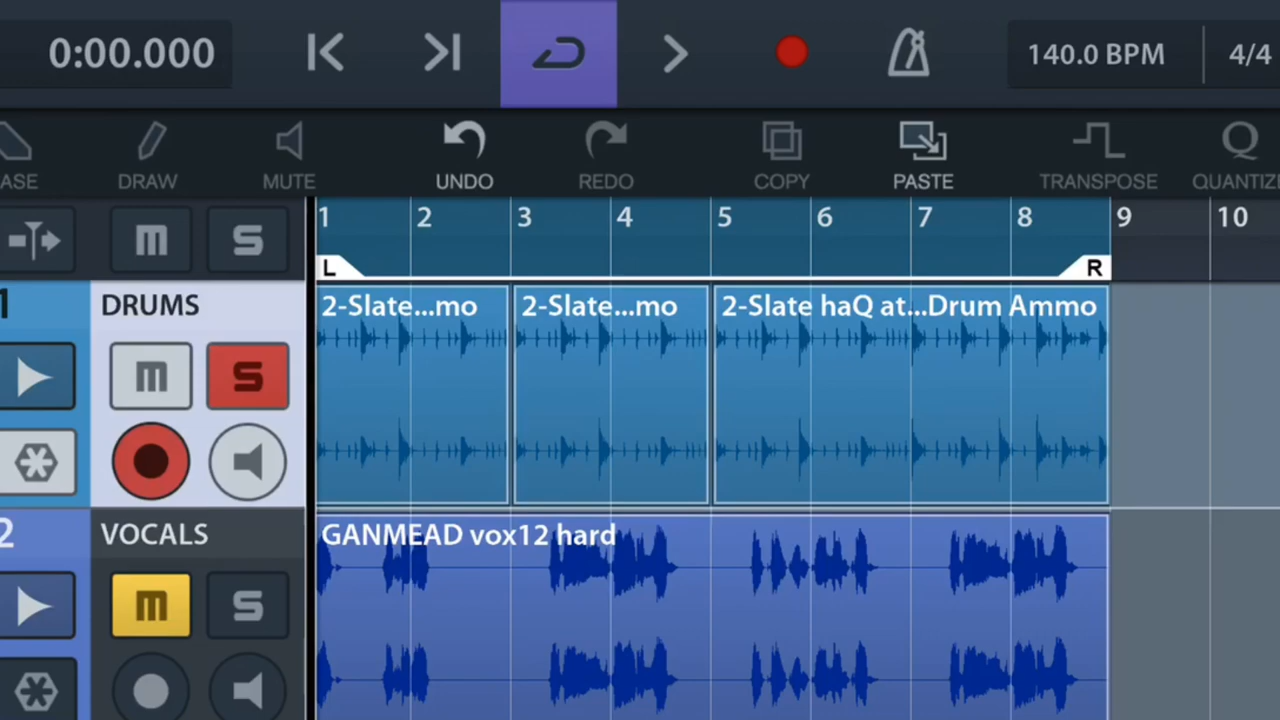 0:00.000 140.0 BPM 4/4
ASE DRAW MUTE UNDO REDO COPY PASTE TRANSPOSE QUANTIZ
m S 1 2 3 4 5 6 7 8 9 10
L R
1 DRUMS 2-Slate...mo 2-Slate...mo 2-Slate haQ at...Drum Ammo
m S
2 VOCALS GANMEAD vox12 hard
m S